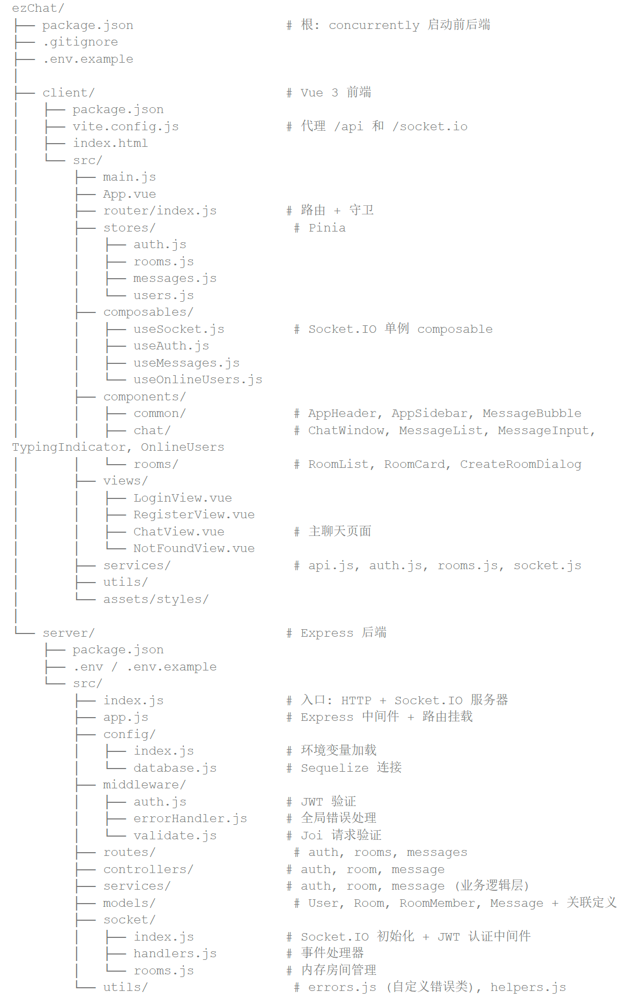 ezChat/
├── package.json                    # 根: concurrently 启动前后端
├── .gitignore
├── .env.example
│
├── client/                         # Vue 3 前端
│   ├── package.json
│   ├── vite.config.js              # 代理 /api 和 /socket.io
│   ├── index.html
│   └── src/
│       ├── main.js
│       ├── App.vue
│       ├── router/index.js         # 路由 + 守卫
│       ├── stores/                  # Pinia
│       │   ├── auth.js
│       │   ├── rooms.js
│       │   ├── messages.js
│       │   └── users.js
│       ├── composables/
│       │   ├── useSocket.js         # Socket.IO 单例 composable
│       │   ├── useAuth.js
│       │   ├── useMessages.js
│       │   └── useOnlineUsers.js
│       ├── components/
│       │   ├── common/              # AppHeader, AppSidebar, MessageBubble
│       │   ├── chat/                # ChatWindow, MessageList, MessageInput,
TypingIndicator, OnlineUsers
│       │   └── rooms/               # RoomList, RoomCard, CreateRoomDialog
│       ├── views/
│       │   ├── LoginView.vue
│       │   ├── RegisterView.vue
│       │   ├── ChatView.vue         # 主聊天页面
│       │   └── NotFoundView.vue
│       ├── services/                # api.js, auth.js, rooms.js, socket.js
│       ├── utils/
│       └── assets/styles/
│
└── server/                         # Express 后端
    ├── package.json
    ├── .env / .env.example
    └── src/
        ├── index.js                # 入口: HTTP + Socket.IO 服务器
        ├── app.js                  # Express 中间件 + 路由挂载
        ├── config/
        │   ├── index.js            # 环境变量加载
        │   └── database.js         # Sequelize 连接
        ├── middleware/
        │   ├── auth.js             # JWT 验证
        │   ├── errorHandler.js     # 全局错误处理
        │   └── validate.js         # Joi 请求验证
        ├── routes/                  # auth, rooms, messages
        ├── controllers/            # auth, room, message
        ├── services/               # auth, room, message (业务逻辑层)
        ├── models/                  # User, Room, RoomMember, Message + 关联定义
        ├── socket/
        │   ├── index.js            # Socket.IO 初始化 + JWT 认证中间件
        │   ├── handlers.js         # 事件处理器
        │   └── rooms.js            # 内存房间管理
        └── utils/                   # errors.js (自定义错误类), helpers.js